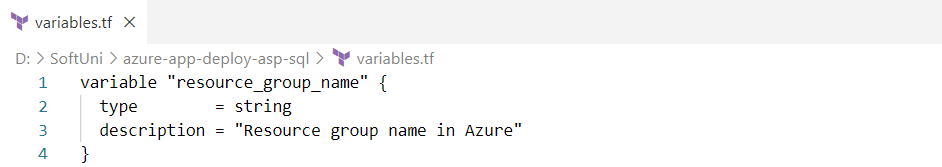 variables.tf
D: > SoftUni > azure-app-deploy-asp-sql > variables.tf
1 variable "resource_group_name" {
2   type        = string
3   description = "Resource group name in Azure"
4 }